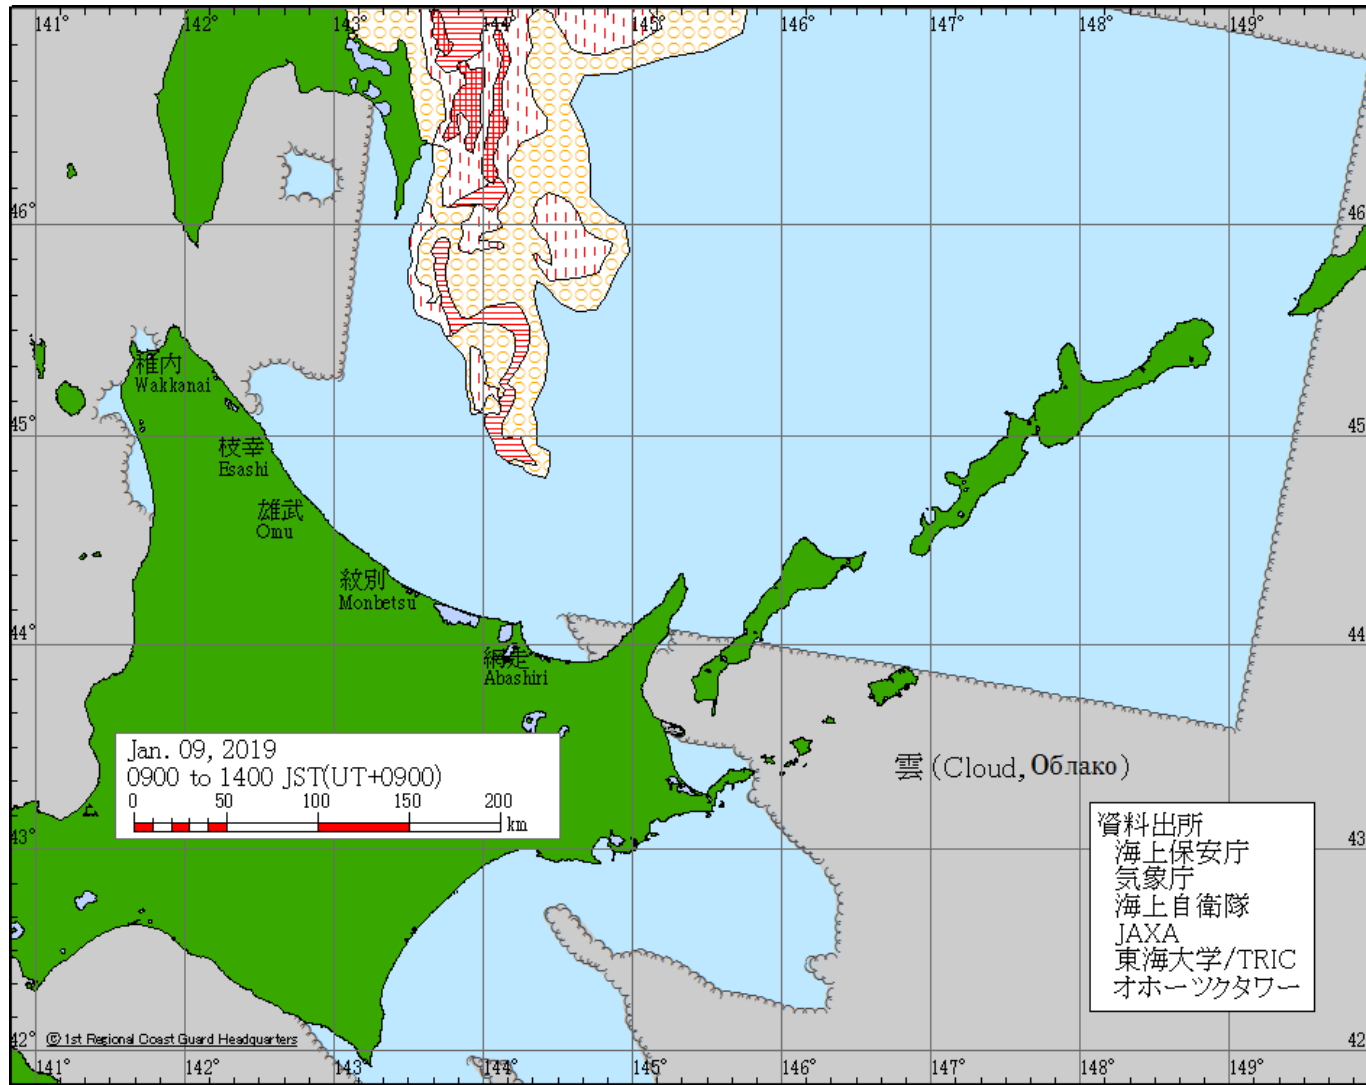 141° 142° 143° 144° 145° 146° 147° 148° 149°
46° 46
稚内
Wakkanai
45° 45
枝幸
Esashi
雄武
Omu
紋別
Monbetsu
44° 44
網走
Abashiri
Jan. 09, 2019
0900 to 1400 JST(UT+0900)
0 50 100 150 200
km
雲(Cloud, Облако)
資料出所
海上保安庁
気象庁
海上自衛隊
JAXA
東海大学/TRIC
オホーツクタワー
43° 43
42° 42
© 1st Regional Coast Guard Headquarters
141° 142° 143° 144° 145° 146° 147° 148° 149°